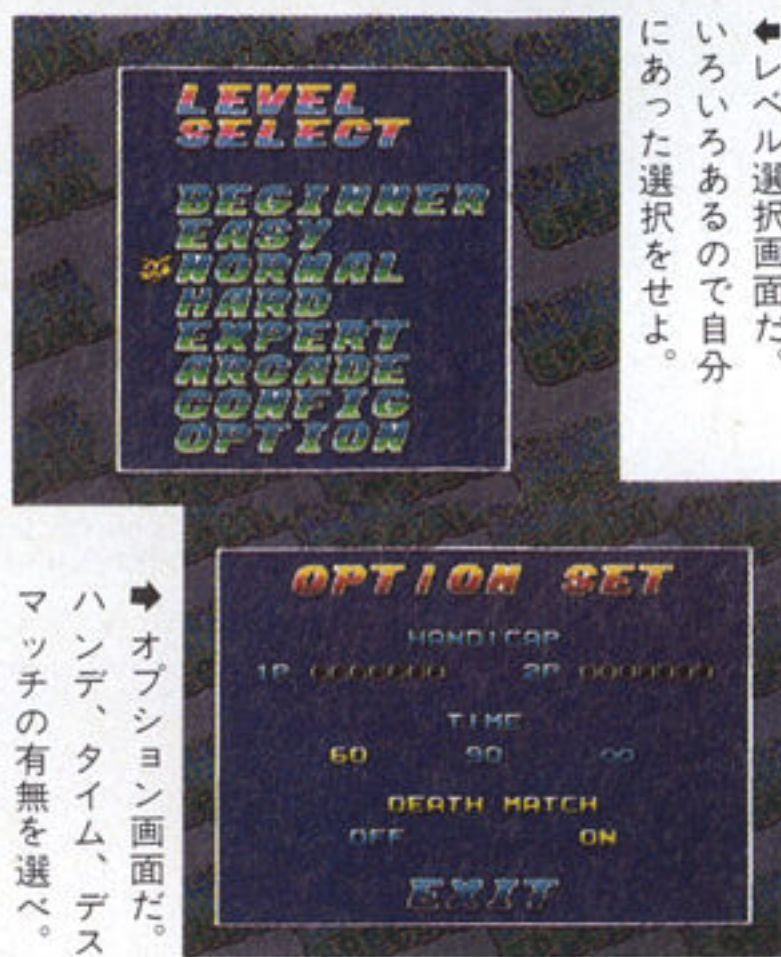 LEVEL
SELECT
BEGINNER
EASY
NORMAL
HARD
EXPERT
ARCADE
CONFIG
OPTION
⬅レベル選択画面だ。
いろいろあるので自分
にあった選択をせよ。
OPTION SET
HANDICAP
1P 2P
TIME
60 90 ∞
DEATH MATCH
OFF ON
EXIT
➡オプション画面だ。
ハンデ、タイム、デス
マッチの有無を選べ。